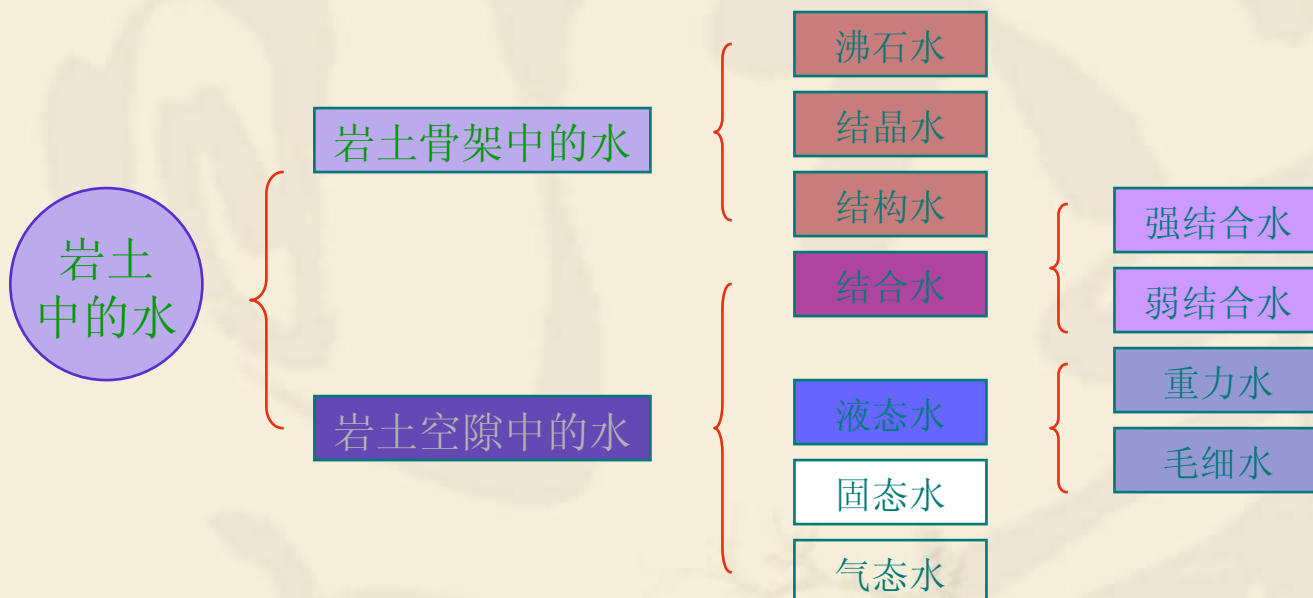 岩土
中的水
岩土骨架中的水
沸石水
结晶水
结构水
岩土空隙中的水
结合水
强结合水
弱结合水
液态水
重力水
毛细水
固态水
气态水